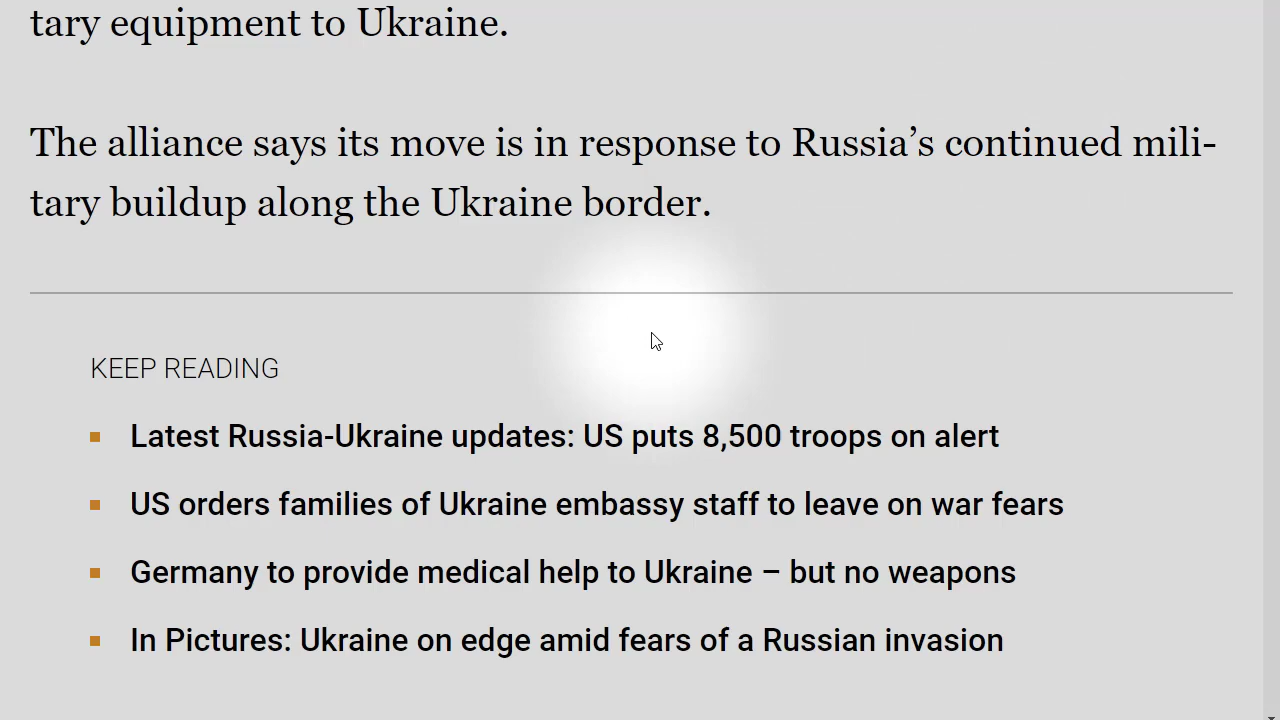 tary equipment to Ukraine.
The alliance says its move is in response to Russia’s continued mili-
tary buildup along the Ukraine border.
KEEP READING
Latest Russia-Ukraine updates: US puts 8,500 troops on alert
US orders families of Ukraine embassy staff to leave on war fears
Germany to provide medical help to Ukraine – but no weapons
In Pictures: Ukraine on edge amid fears of a Russian invasion